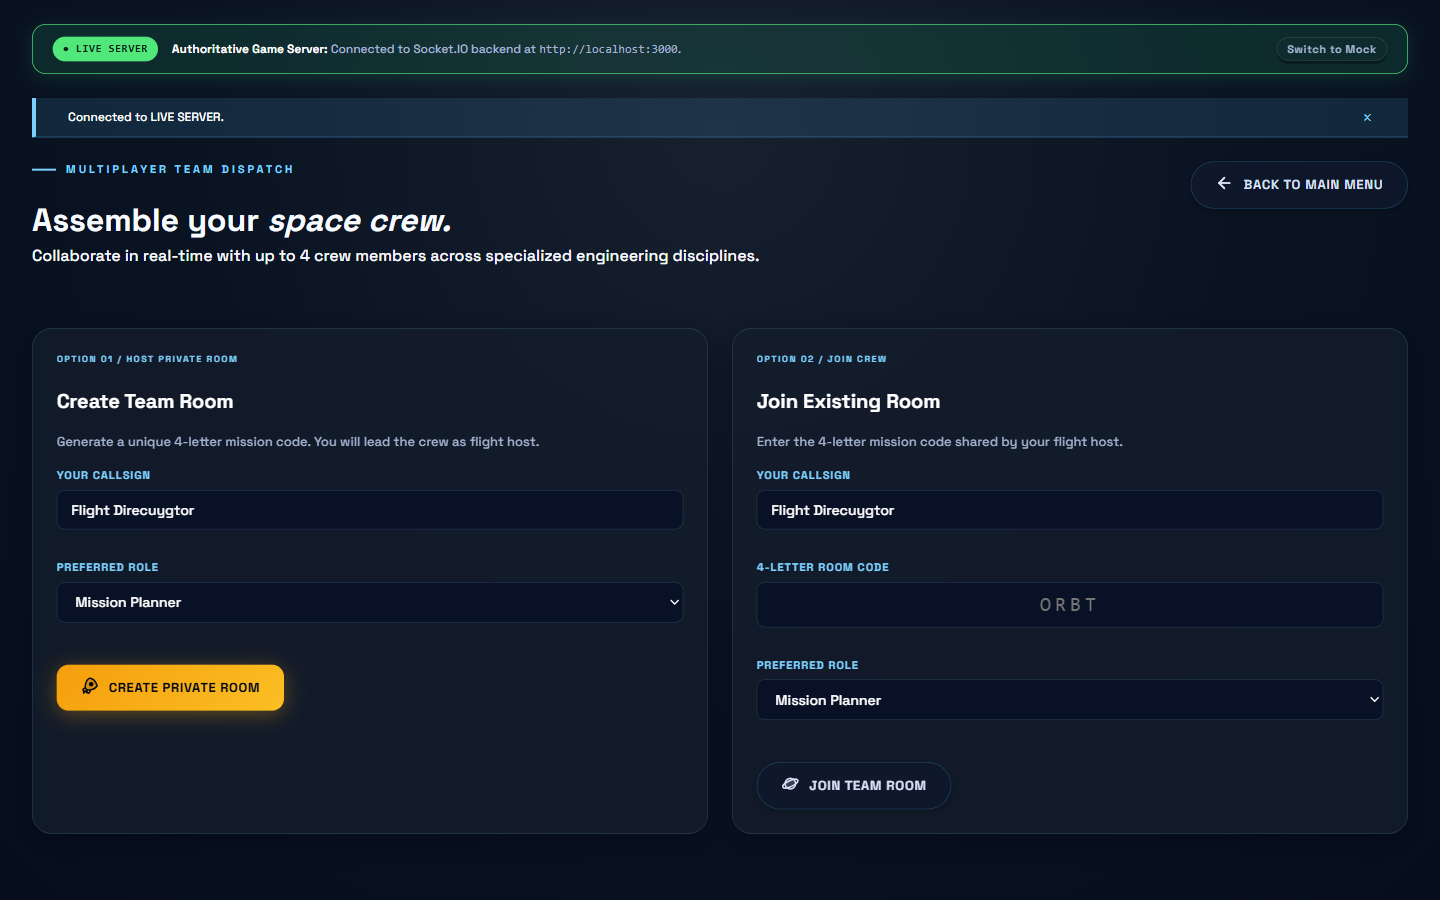 ● LIVE SERVER
Authoritative Game Server: Connected to Socket.IO backend at http://localhost:3000.
Switch to Mock
Connected to LIVE SERVER.
×
MULTIPLAYER TEAM DISPATCH
BACK TO MAIN MENU
Assemble your space crew.
Collaborate in real-time with up to 4 crew members across specialized engineering disciplines.
OPTION 01 / HOST PRIVATE ROOM
Create Team Room
Generate a unique 4-letter mission code. You will lead the crew as flight host.
YOUR CALLSIGN
Flight Direcuygtor
PREFERRED ROLE
Mission Planner
CREATE PRIVATE ROOM
OPTION 02 / JOIN CREW
Join Existing Room
Enter the 4-letter mission code shared by your flight host.
YOUR CALLSIGN
Flight Direcuygtor
4-LETTER ROOM CODE
ORBT
PREFERRED ROLE
Mission Planner
JOIN TEAM ROOM